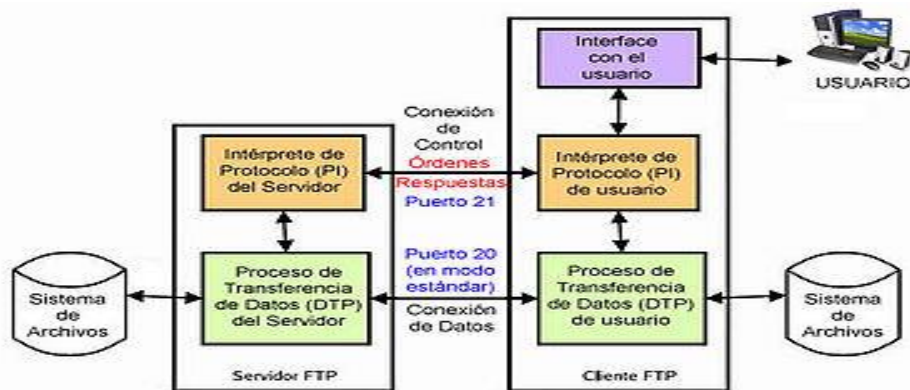 Interface
con el
usuario
USUARIO
Conexión
de
Control
Órdenes
Respuestas
Puerto 21
Intérprete de
Protocolo (PI)
del Servidor
Intérprete de
Protocolo (PI)
de usuario
Sistema
de
Archivos
Proceso de
Transferencia
de Datos (DTP)
del Servidor
Puerto 20
(en modo
estándar)
Conexión
de Datos
Proceso de
Transferencia
de Datos (DTP)
de usuario
Sistema
de
Archivos
Servidor FTP
Cliente FTP